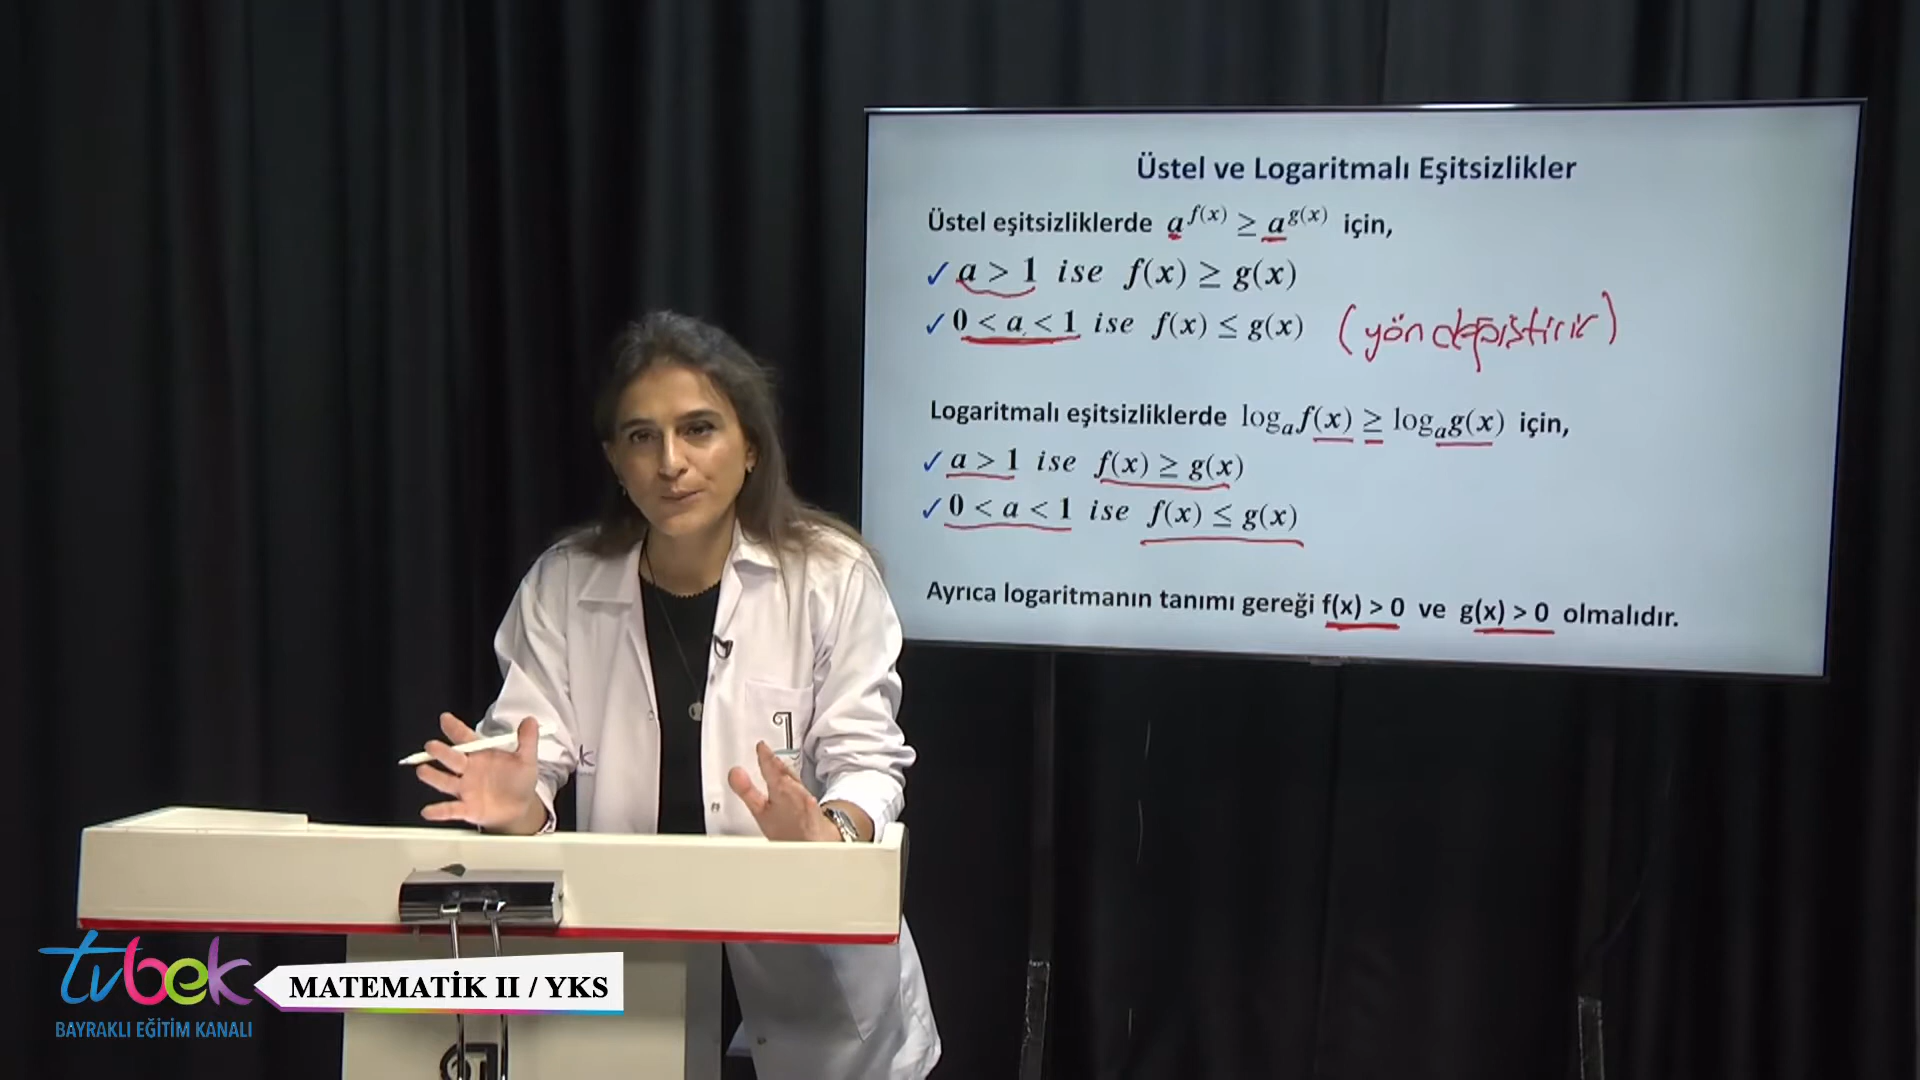 Üstel ve Logaritmalı Eşitsizlikler
Üstel eşitsizliklerde a^f(x) ≥ a^g(x) için,
✓ a > 1 ise f(x) ≥ g(x)
✓ 0 < a < 1 ise f(x) ≤ g(x) (yön değiştirir)
Logaritmalı eşitsizliklerde log_a f(x) ≥ log_a g(x) için,
✓ a > 1 ise f(x) ≥ g(x)
✓ 0 < a < 1 ise f(x) ≤ g(x)
Ayrıca logaritmanın tanımı gereği f(x) > 0 ve g(x) > 0 olmalıdır.
tvbek
BAYRAKLI EĞİTİM KANALI
MATEMATİK II / YKS